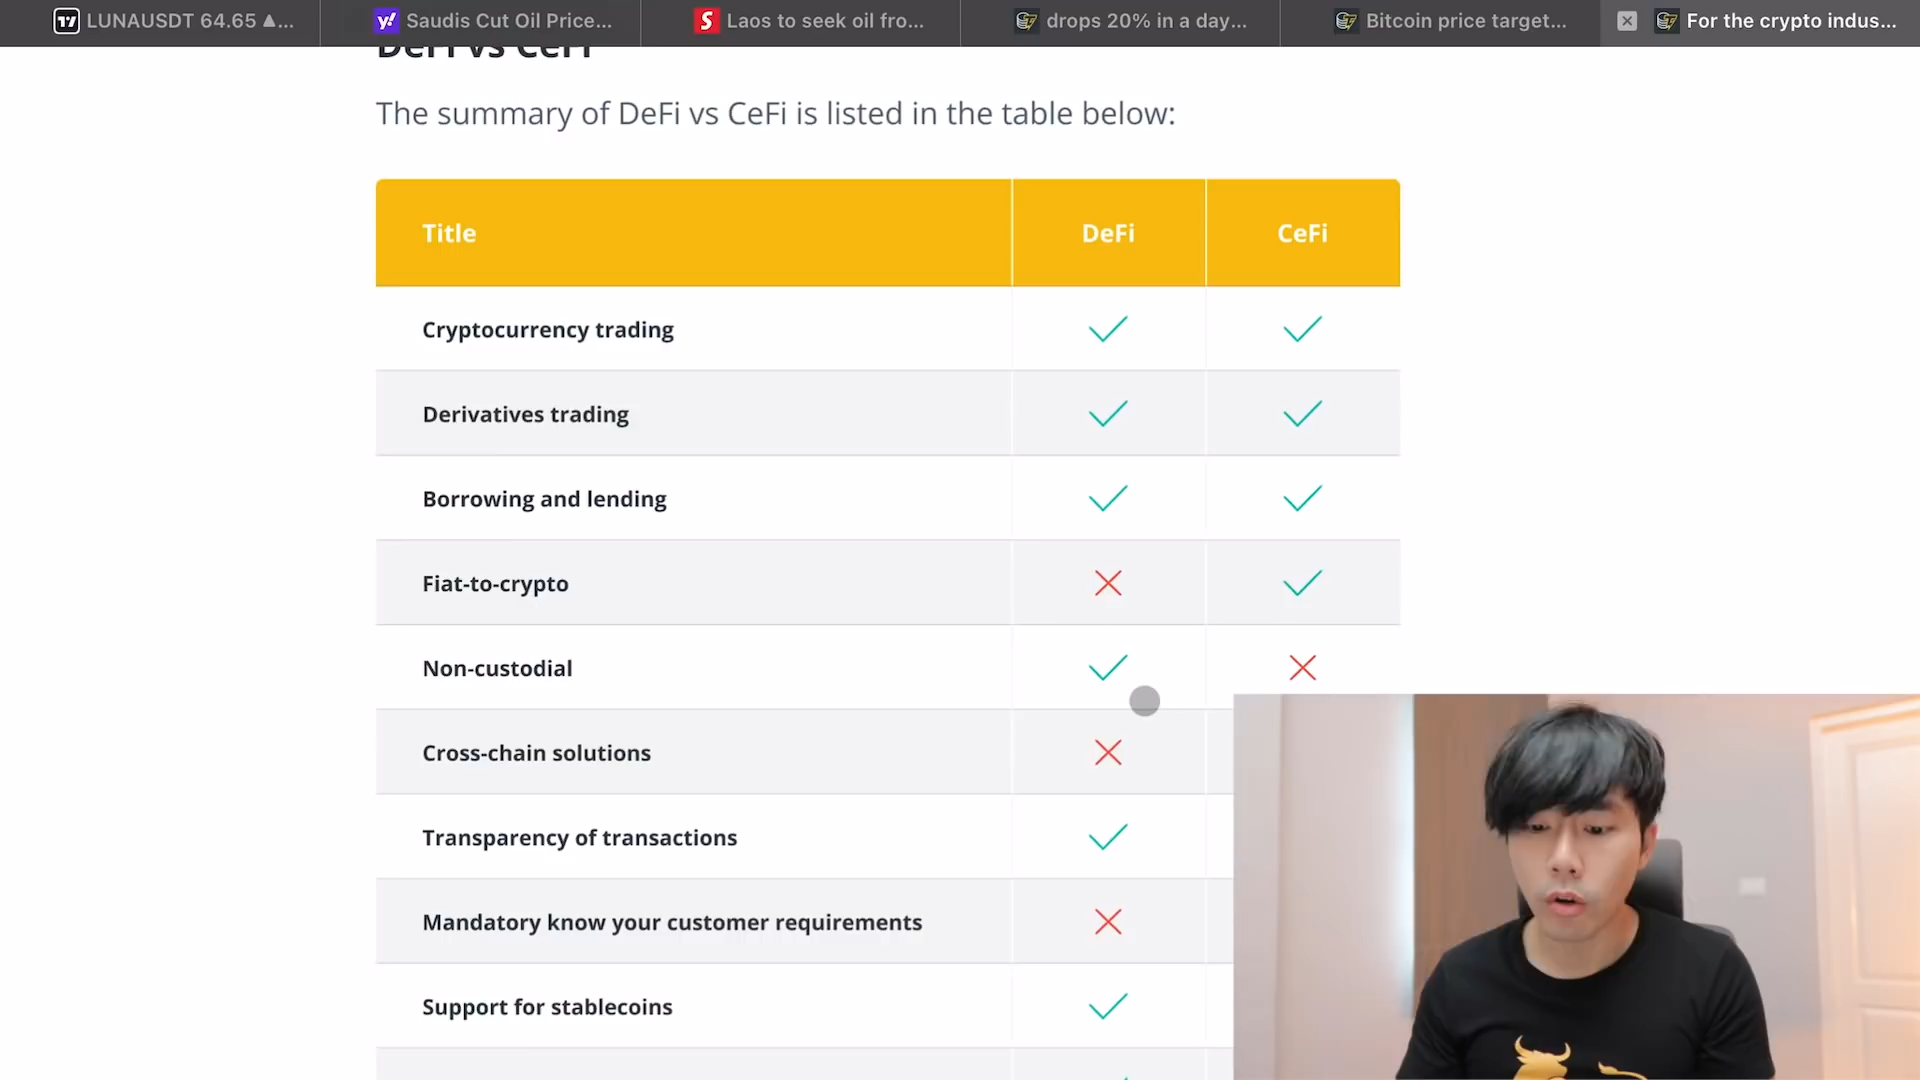 LUNAUSDT 64.65 ▲...
Saudis Cut Oil Price...
Laos to seek oil fro...
drops 20% in a day...
Bitcoin price target...
For the crypto indus...
DeFi vs CeFi
The summary of DeFi vs CeFi is listed in the table below:
Title DeFi CeFi
Cryptocurrency trading
Derivatives trading
Borrowing and lending
Fiat-to-crypto
Non-custodial
Cross-chain solutions
Transparency of transactions
Mandatory know your customer requirements
Support for stablecoins